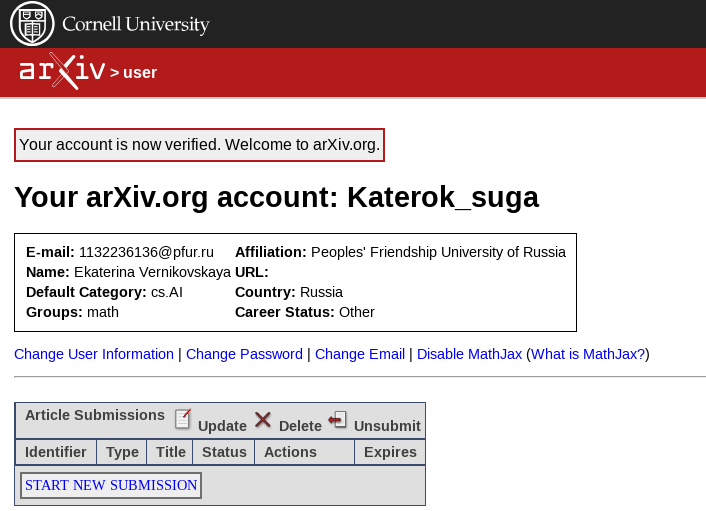 Cornell University
arXiv > user
Your account is now verified. Welcome to arXiv.org.
Your arXiv.org account: Katerok_suga
E-mail: 1132236136@pfur.ru Affiliation: Peoples' Friendship University of Russia
Name: Ekaterina Vernikovskaya URL:
Default Category: cs.AI Country: Russia
Groups: math Career Status: Other
Change User Information | Change Password | Change Email | Disable MathJax (What is MathJax?)
Article Submissions Update Delete Unsubmit
Identifier Type Title Status Actions Expires
START NEW SUBMISSION